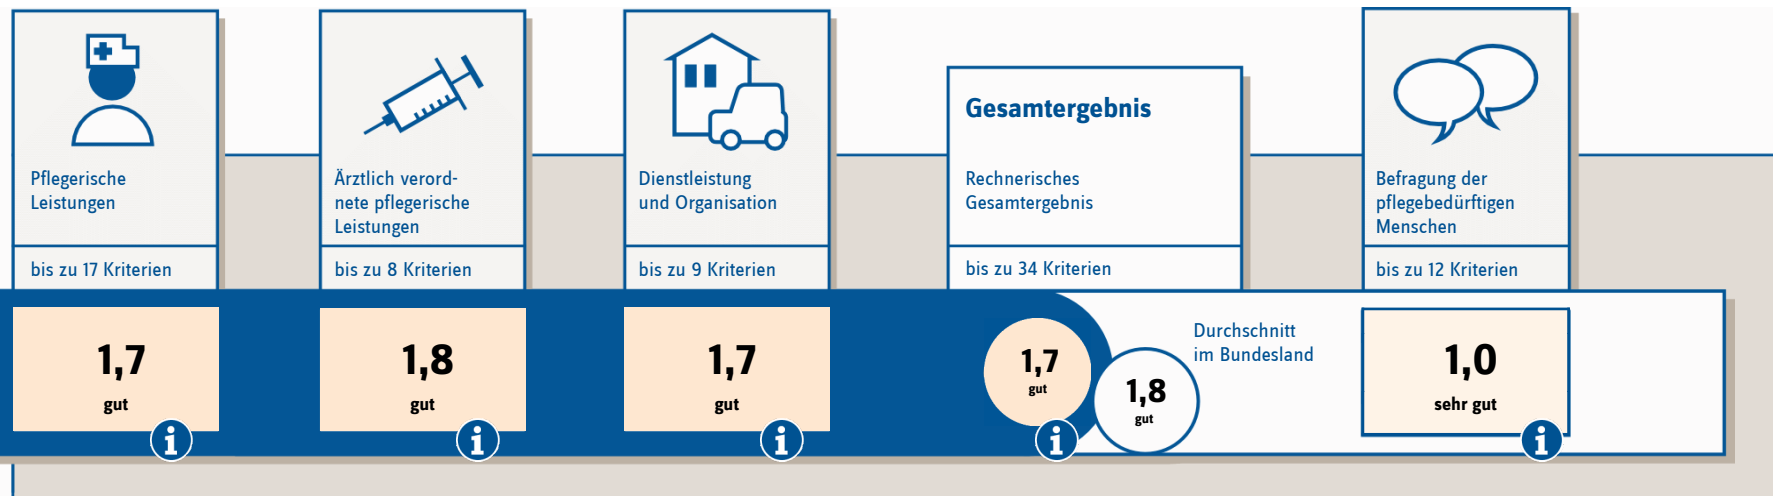 Pflegerische
Leistungen
bis zu 17 Kriterien
1,7
gut
i
Ärztlich verord-
nete pflegerische
Leistungen
bis zu 8 Kriterien
1,8
gut
i
Dienstleistung
und Organisation
bis zu 9 Kriterien
1,7
gut
i
Gesamtergebnis
Rechnerisches
Gesamtergebnis
bis zu 34 Kriterien
1,7
gut
i
Durchschnitt
im Bundesland
1,8
gut
Befragung der
pflegebedürftigen
Menschen
bis zu 12 Kriterien
1,0
sehr gut
i